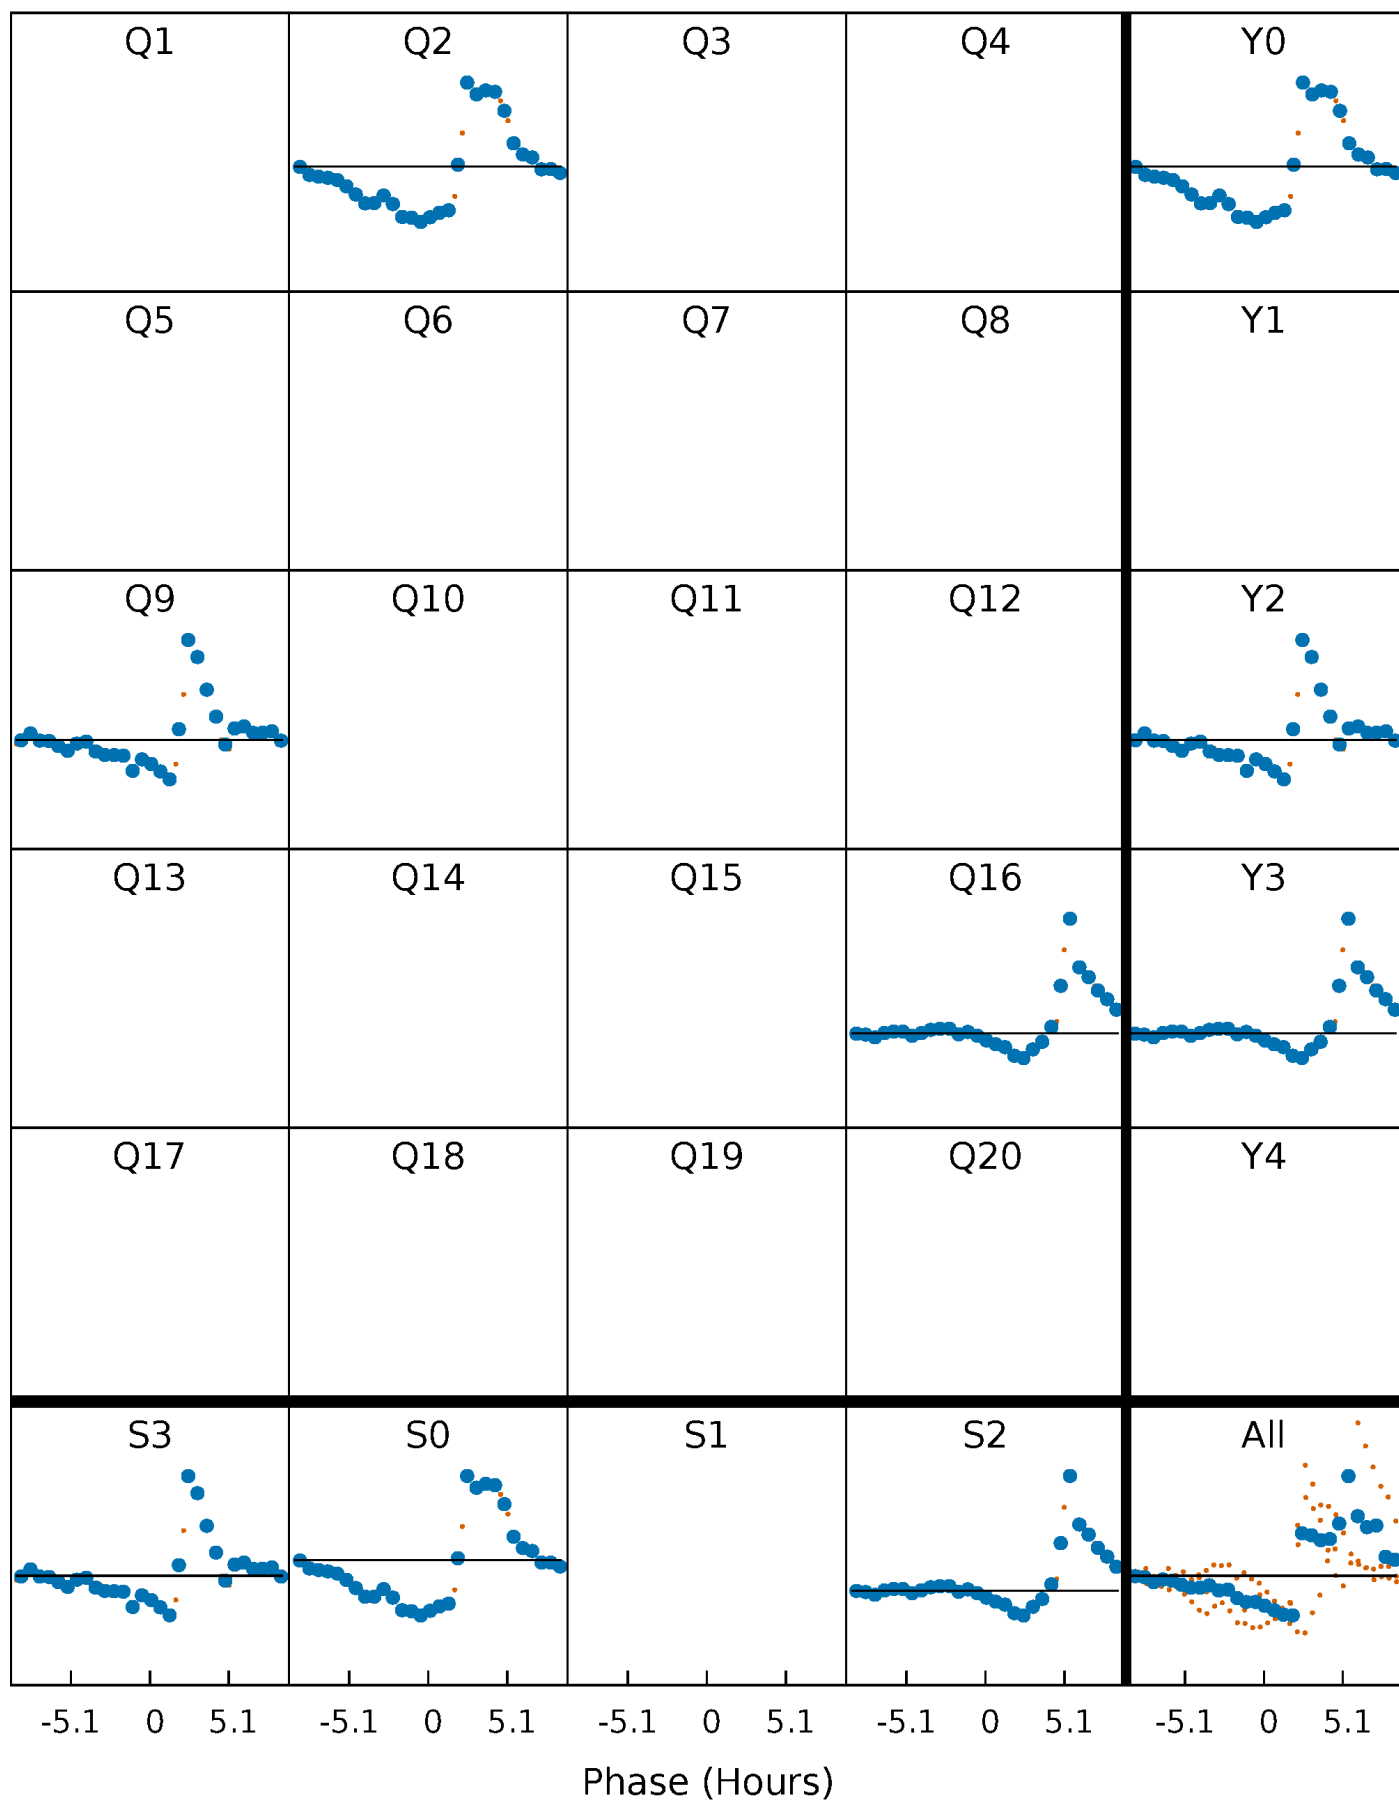 Q1 Q2 Q3 Q4 Y0
Q5 Q6 Q7 Q8 Y1
Q9 Q10 Q11 Q12 Y2
Q13 Q14 Q15 Q16 Y3
Q17 Q18 Q19 Q20 Y4
S3 S0 S1 S2 All
-5.1 0 5.1 -5.1 0 5.1 -5.1 0 5.1 -5.1 0 5.1 -5.1 0 5.1
Phase (Hours)